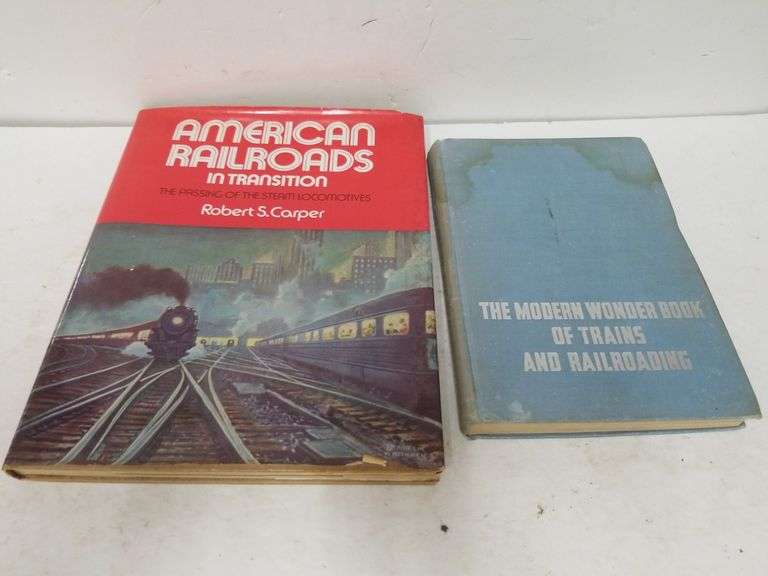 AMERICAN
RAILROADS
IN TRANSITION
THE PASSING OF THE STEAM LOCOMOTIVES
Robert S. Carper
THE MODERN WONDER BOOK
OF TRAINS
AND RAILROADING